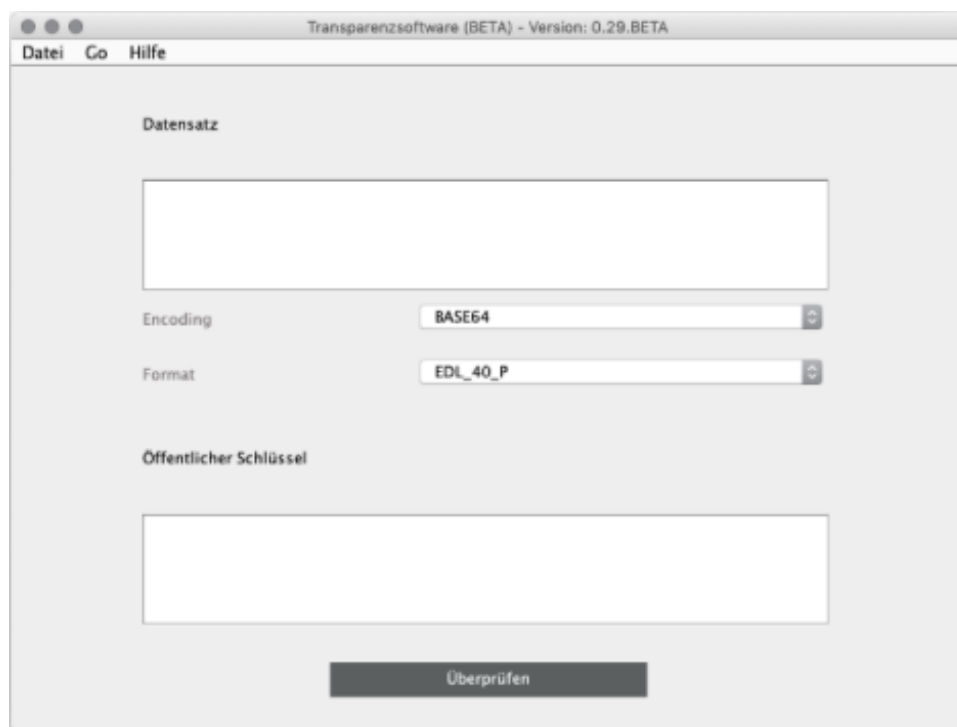 Transparenzsoftware (BETA) - Version: 0.29.BETA
Datei Go Hilfe
Datensatz
Encoding BASE64
Format EDL_40_P
Öffentlicher Schlüssel
Überprüfen